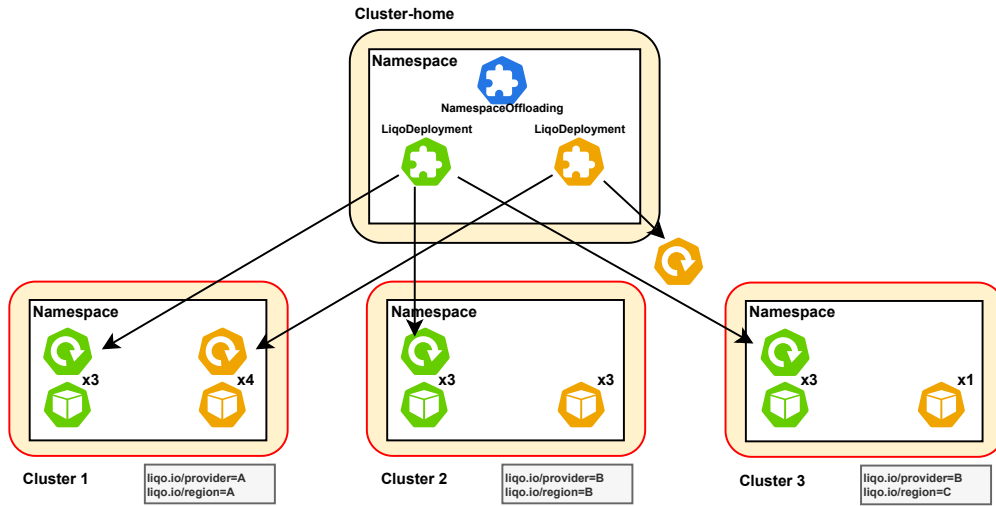 Cluster-home
Namespace
NamespaceOffloading
LiqoDeployment
LiqoDeployment
Namespace
x3
x4
Namespace
x3
x3
Namespace
x3
x1
Cluster 1
liqo.io/provider=A
liqo.io/region=A
Cluster 2
liqo.io/provider=B
liqo.io/region=B
Cluster 3
liqo.io/provider=B
liqo.io/region=C